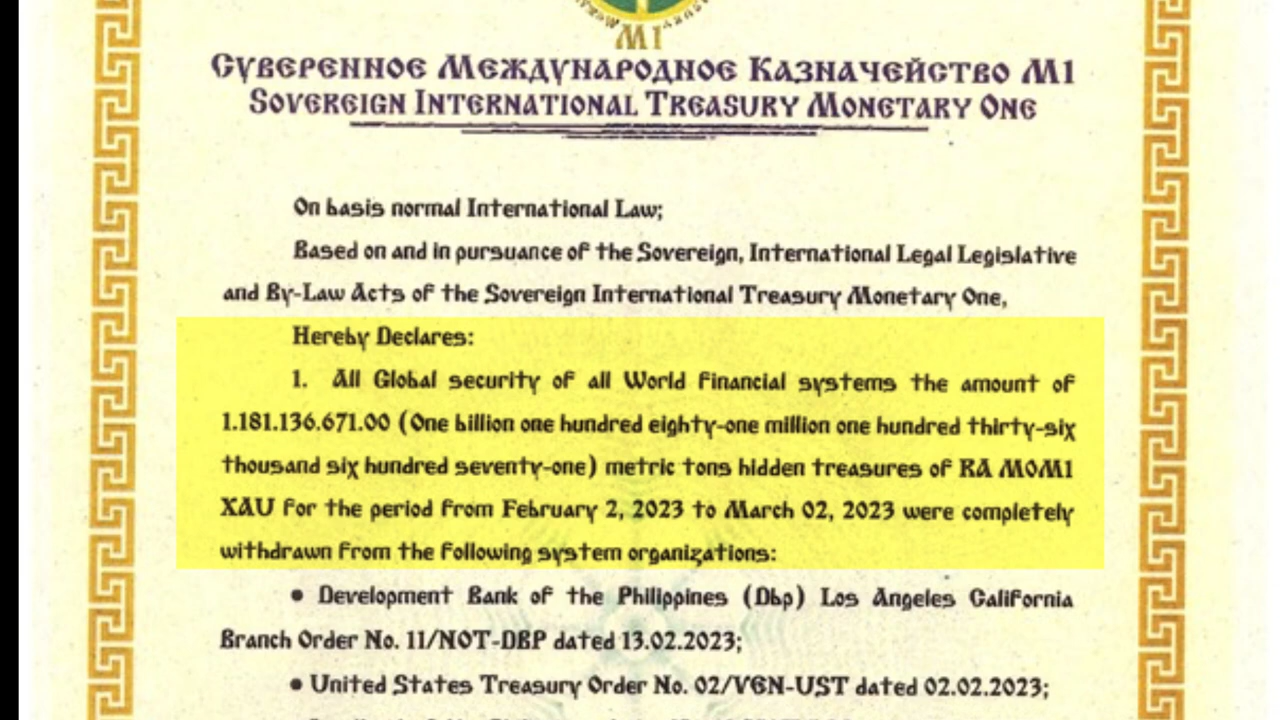 M1
Суверенное Международное Казначейство М1
Sovereign International Treasury Monetary One
On basis normal International Law;
Based on and in pursuance of the Sovereign, International Legal Legislative
and By-Law Acts of the Sovereign International Treasury Monetary One,
Hereby Declares:
1. All Global security of all World financial systems the amount of
1.181.136.671.00 (One billion one hundred eighty-one million one hundred thirty-six
thousand six hundred seventy-one) metric tons hidden treasures of RA M0M1
XAU for the period from February 2, 2023 to March 02, 2023 were completely
withdrawn from the following system organizations:
• Development Bank of the Philippines (Dbp) Los Angeles California
Branch Order No. 11/NOT-DBP dated 13.02.2023;
• United States Treasury Order No. 02/VEN-UST dated 02.02.2023;